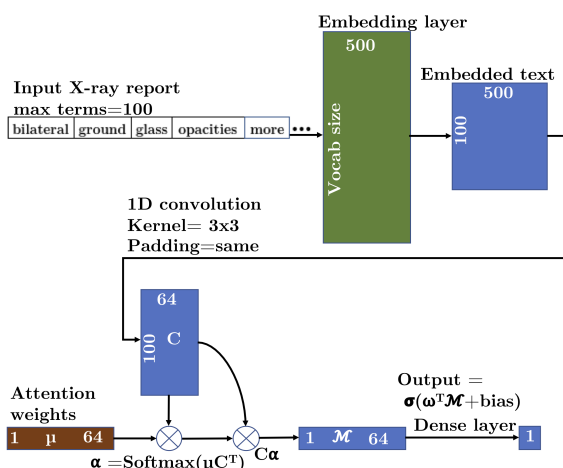 Embedding layer
500
Vocab size
Input X-ray report
max terms=100
bilateral ground glass opacities more •••
Embedded text
500
100
1D convolution
Kernel= 3x3
Padding=same
64
100
C
Attention
weights
1 μ 64
α =Softmax(μCᵀ)
Cα
1 ℳ 64
Output =
σ(ωᵀℳ+bias)
Dense layer
1